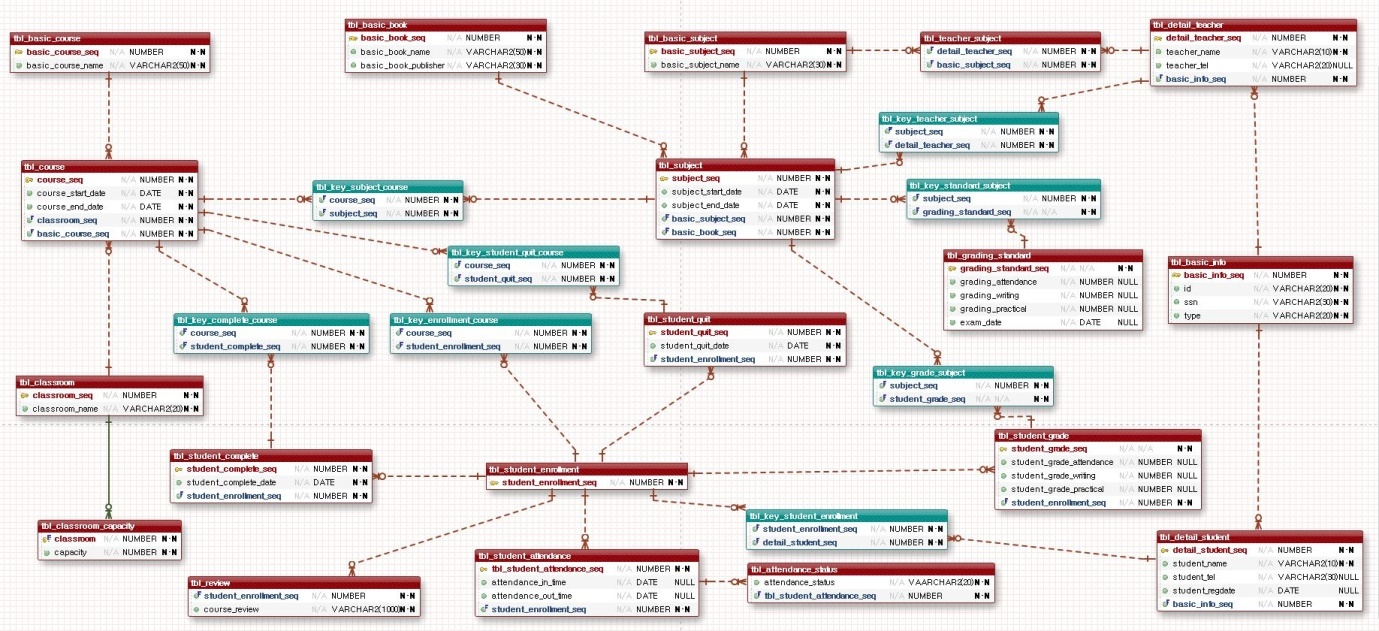 tbl_basic_course
basic_course_seq N/A NUMBER N-N
basic_course_name N/A VARCHAR2(50) N-N
tbl_basic_book
basic_book_seq N/A NUMBER N-N
basic_book_name N/A VARCHAR2(50) N-N
basic_book_publisher N/A VARCHAR2(30) N-N
tbl_basic_subject
basic_subject_seq N/A NUMBER N-N
basic_subject_name N/A VARCHAR2(30) N-N
tbl_teacher_subject
detail_teacher_seq N/A NUMBER N-N
basic_subject_seq N/A NUMBER N-N
tbl_detail_teacher
detail_teacher_seq N/A NUMBER N-N
teacher_name N/A VARCHAR2(10) N-N
teacher_tel N/A VARCHAR2(20) NULL
basic_info_seq N/A NUMBER N-N
tbl_key_teacher_subject
subject_seq N/A NUMBER N-N
detail_teacher_seq N/A NUMBER N-N
tbl_course
course_seq N/A NUMBER N-N
course_start_date N/A DATE N-N
course_end_date N/A DATE N-N
classroom_seq N/A NUMBER N-N
basic_course_seq N/A NUMBER N-N
tbl_key_subject_course
course_seq N/A NUMBER N-N
subject_seq N/A NUMBER N-N
tbl_subject
subject_seq N/A NUMBER N-N
subject_start_date N/A DATE N-N
subject_end_date N/A DATE N-N
basic_subject_seq N/A NUMBER N-N
basic_book_seq N/A NUMBER N-N
tbl_key_standard_subject
subject_seq N/A NUMBER N-N
grading_standard_seq N/A N/A N-N
tbl_key_student_quit_course
course_seq N/A NUMBER N-N
student_quit_seq N/A NUMBER N-N
tbl_grading_standard
grading_standard_seq N/A N/A N-N
grading_attendance N/A NUMBER NULL
grading_writing N/A NUMBER NULL
grading_practical N/A NUMBER NULL
exam_date N/A DATE NULL
tbl_basic_info
basic_info_seq N/A NUMBER N-N
id N/A VARCHAR2(20) N-N
ssn N/A VARCHAR2(30) N-N
type N/A VARCHAR2(20) N-N
tbl_key_complete_course
course_seq N/A NUMBER N-N
student_complete_seq N/A NUMBER N-N
tbl_key_enrollment_course
course_seq N/A NUMBER N-N
student_enrollment_seq N/A NUMBER N-N
tbl_student_quit
student_quit_seq N/A NUMBER N-N
student_quit_date N/A DATE N-N
student_enrollment_seq N/A NUMBER N-N
tbl_key_grade_subject
subject_seq N/A NUMBER N-N
student_grade_seq N/A N/A N-N
tbl_classroom
classroom_seq N/A NUMBER N-N
classroom_name N/A VARCHAR2(20) N-N
tbl_student_complete
student_complete_seq N/A NUMBER N-N
student_complete_date N/A DATE N-N
student_enrollment_seq N/A NUMBER N-N
tbl_student_enrollment
student_enrollment_seq N/A NUMBER N-N
tbl_student_grade
student_grade_seq N/A N/A N-N
student_grade_attendance N/A NUMBER NULL
student_grade_writing N/A NUMBER NULL
student_grade_practical N/A NUMBER NULL
student_enrollment_seq N/A NUMBER N-N
tbl_classroom_capacity
classroom N/A NUMBER N-N
capacity N/A NUMBER N-N
tbl_key_student_enrollment
student_enrollment_seq N/A NUMBER N-N
detail_student_seq N/A NUMBER N-N
tbl_detail_student
detail_student_seq N/A NUMBER N-N
student_name N/A VARCHAR2(10) N-N
student_tel N/A VARCHAR2(30) NULL
student_regdate N/A DATE NULL
basic_info_seq N/A NUMBER N-N
tbl_review
student_enrollment_seq N/A NUMBER N-N
course_review N/A VARCHAR2(1000) N-N
tbl_student_attendance
tbl_student_attendance_seq N/A NUMBER N-N
attendance_in_time N/A DATE NULL
attendance_out_time N/A DATE NULL
student_enrollment_seq N/A NUMBER N-N
tbl_attendance_status
attendance_status N/A VAARCHAR2(20) N-N
tbl_student_attendance_seq N/A NUMBER N-N